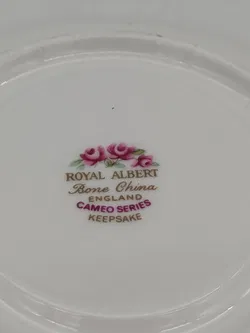 ROYAL ALBERT
Bone China
ENGLAND
CAMEO SERIES
KEEPSAKE